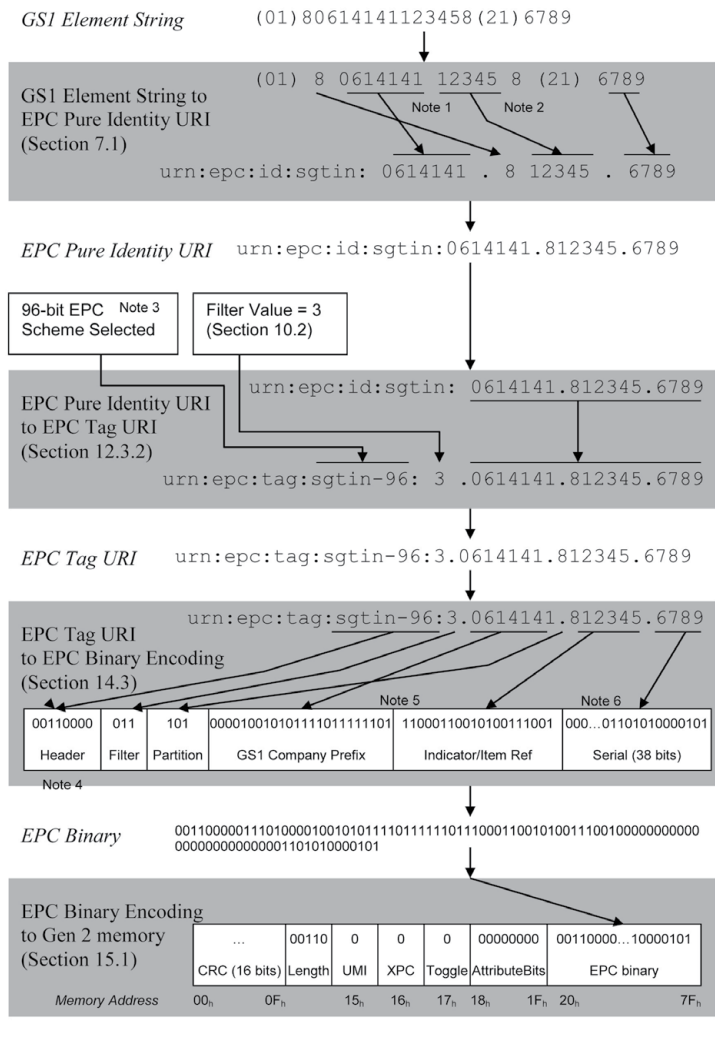 GS1 Element String (01)80614141123458(21)6789
(01) 8 0614141 12345 8 (21) 6789
GS1 Element String to
EPC Pure Identity URI
(Section 7.1)
Note 1 Note 2
urn:epc:id:sgtin: 0614141 . 8 12345 . 6789
EPC Pure Identity URI urn:epc:id:sgtin:0614141.812345.6789
96-bit EPC Note 3
Scheme Selected
Filter Value = 3
(Section 10.2)
urn:epc:id:sgtin: 0614141.812345.6789
EPC Pure Identity URI
to EPC Tag URI
(Section 12.3.2)
urn:epc:tag:sgtin-96: 3 .0614141.812345.6789
EPC Tag URI urn:epc:tag:sgtin-96:3.0614141.812345.6789
urn:epc:tag:sgtin-96:3.0614141.812345.6789
EPC Tag URI
to EPC Binary Encoding
(Section 14.3)
Note 5 Note 6
00110000 011 101 000010010101111011111101 11000110010100111001 000...01101010000101
Header Filter Partition GS1 Company Prefix Indicator/Item Ref Serial (38 bits)
Note 4
EPC Binary
EPC Binary Encoding
to Gen 2 memory
(Section 15.1)
... 00110 0 0 0 00000000 00110000...10000101
CRC (16 bits) Length UMI XPC Toggle AttributeBits EPC binary
Memory Address 00h 0Fh 15h 16h 17h 18h 1Fh 20h 7Fh